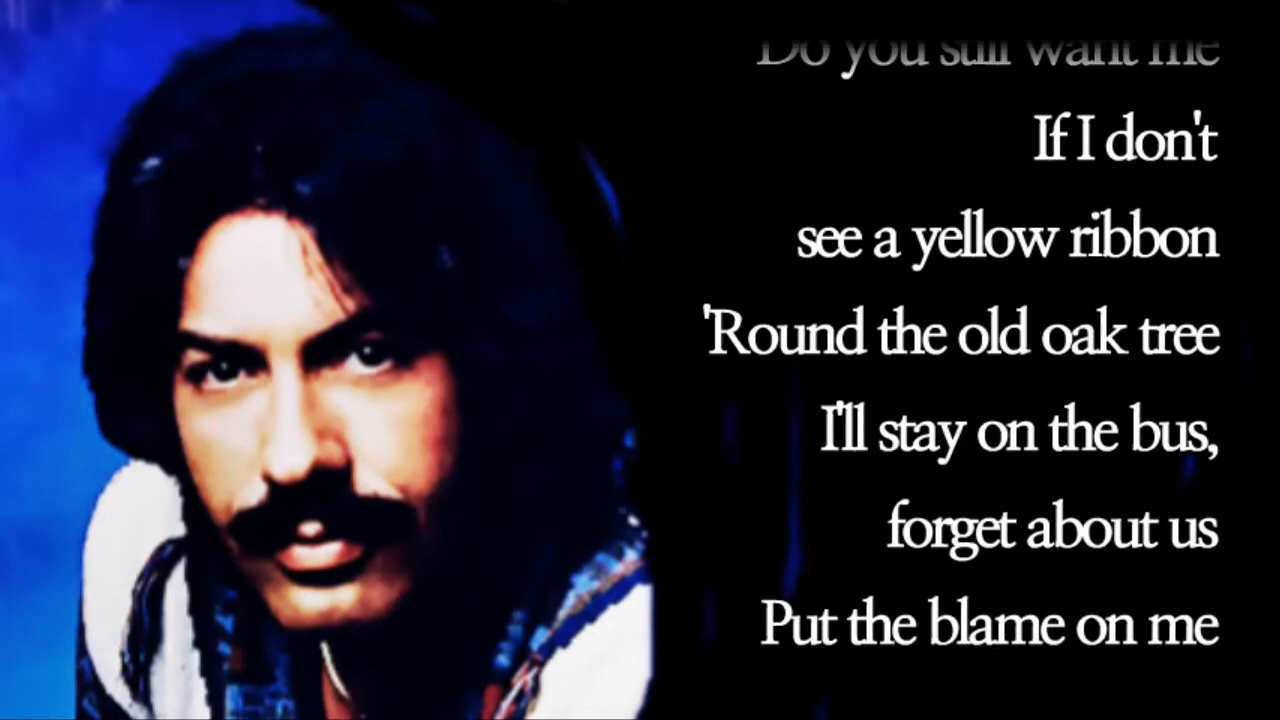 Do you still want me
If I don't
see a yellow ribbon
'Round the old oak tree
I'll stay on the bus,
forget about us
Put the blame on me